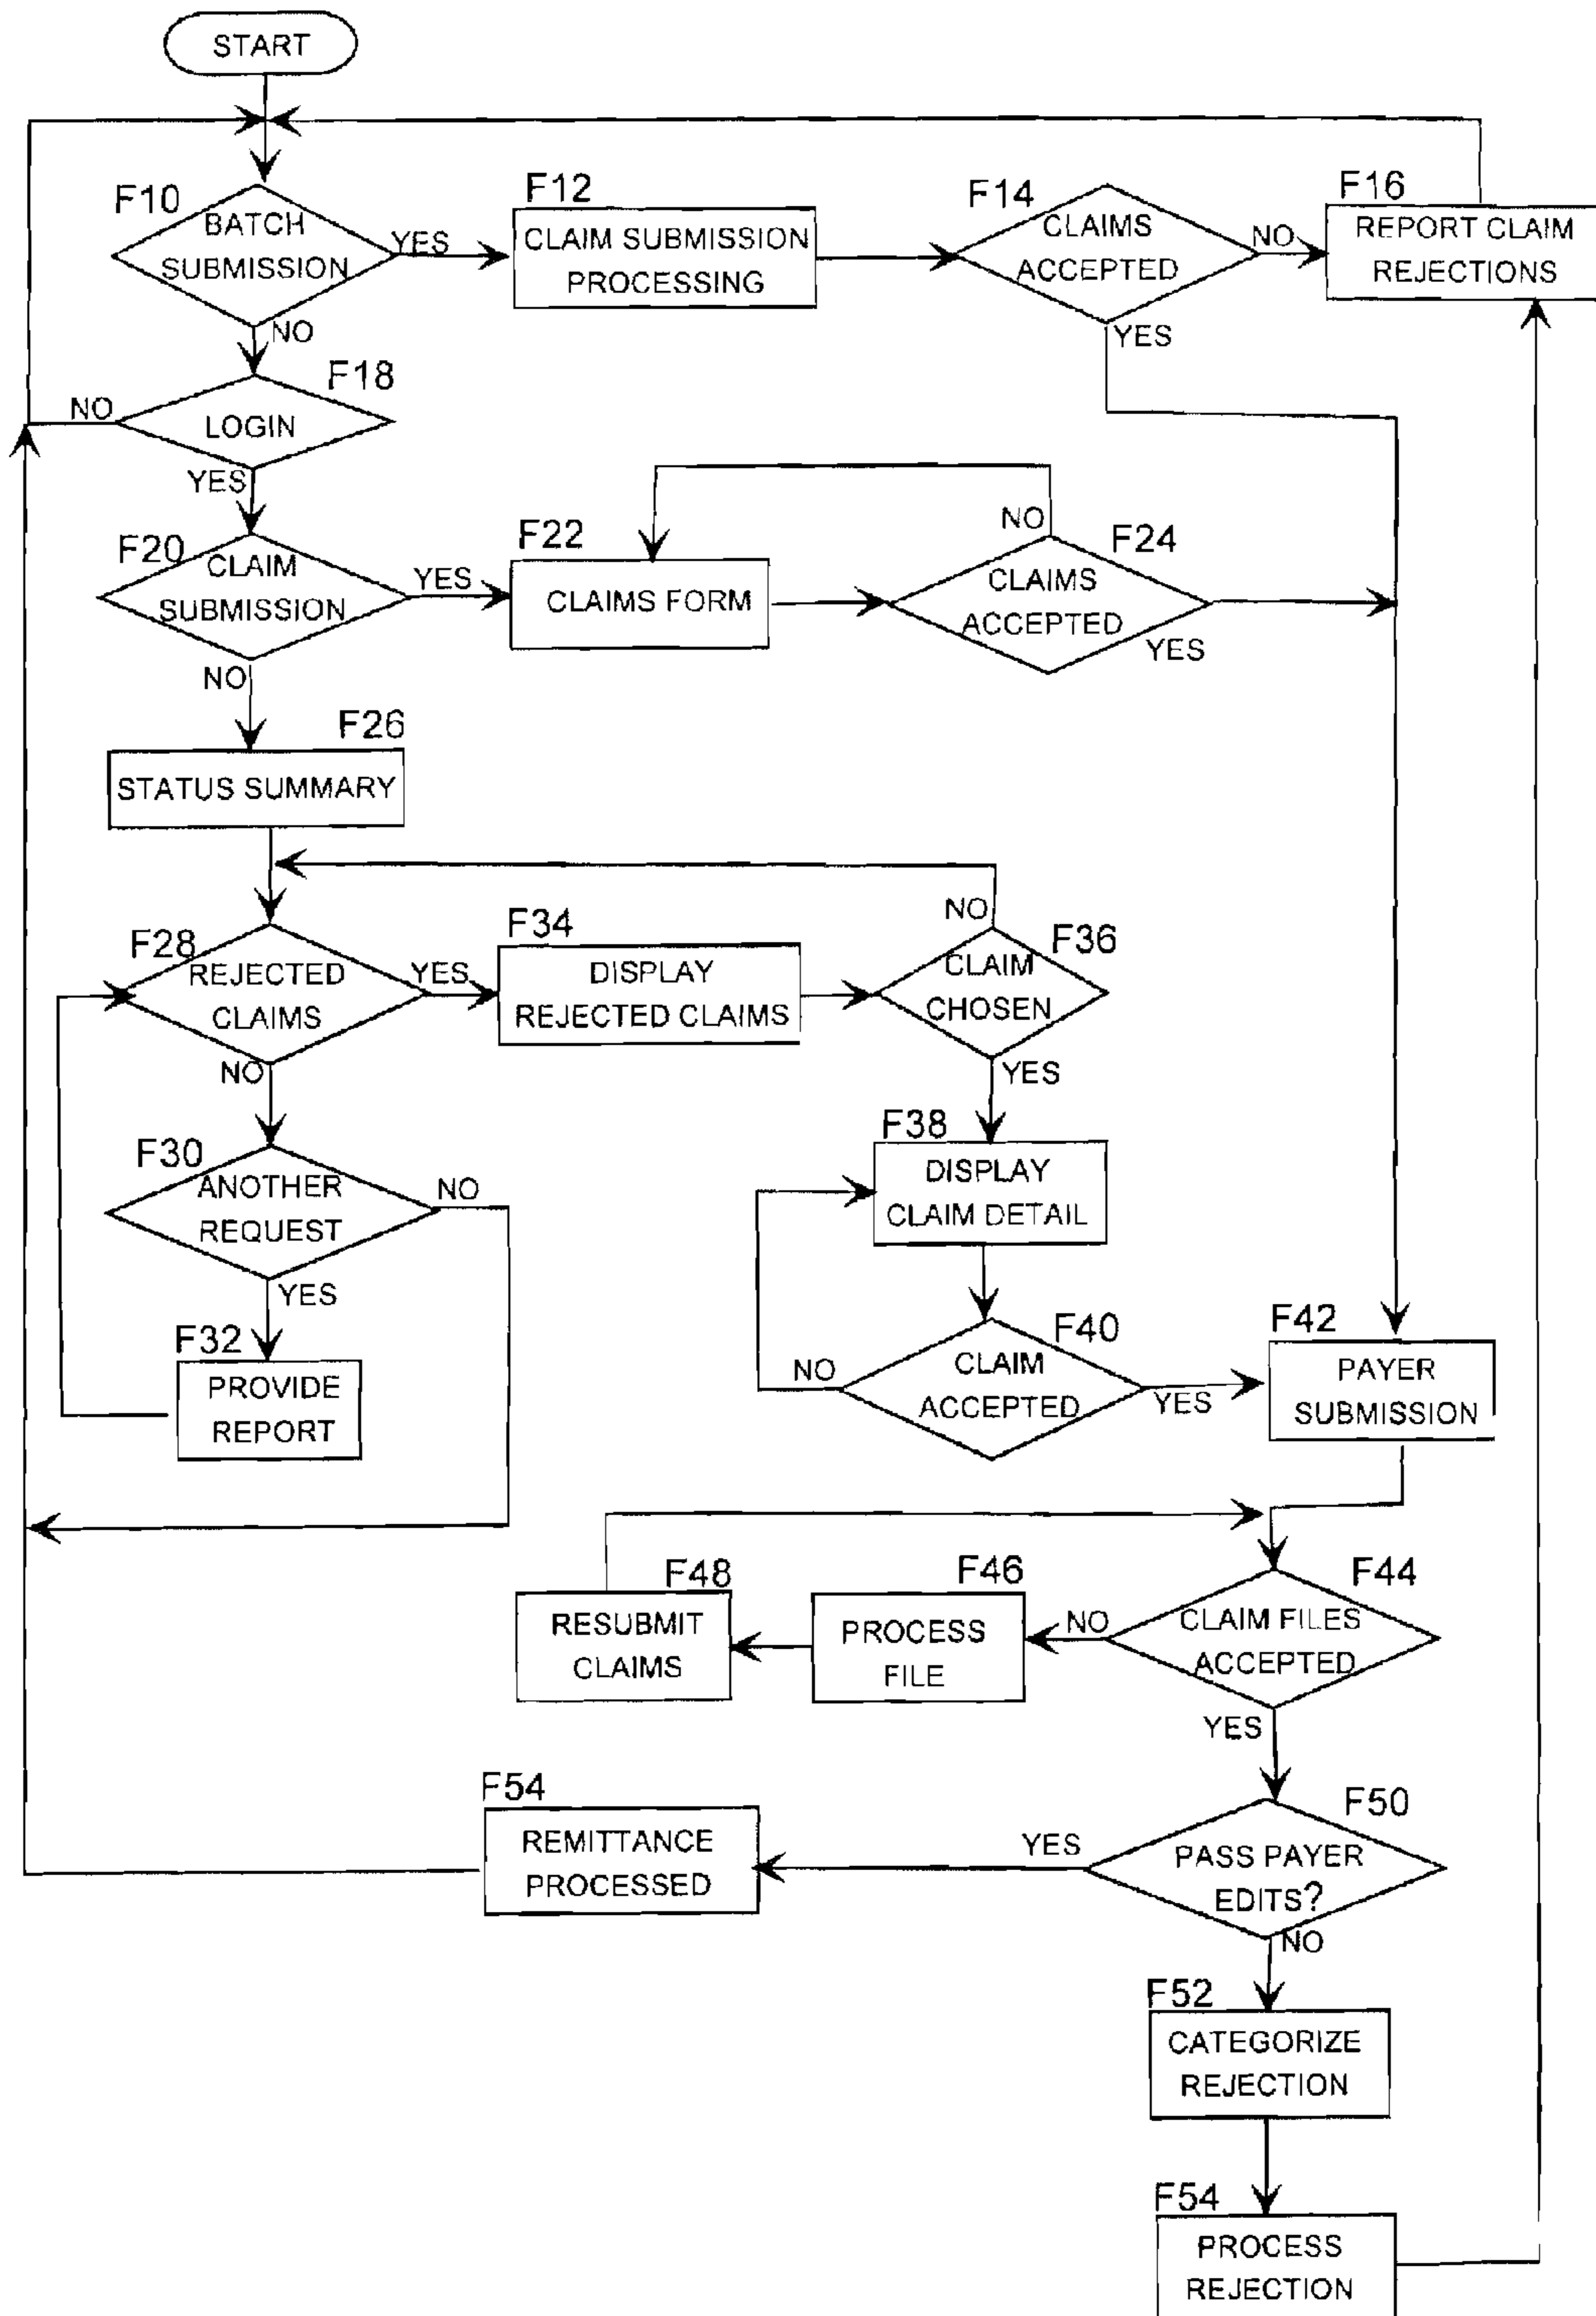 START
F10
BATCH
SUBMISSION
YES
NO
F12
CLAIM SUBMISSION
PROCESSING
F14
CLAIMS
ACCEPTED
NO
YES
F16
REPORT CLAIM
REJECTIONS
F18
LOGIN
NO
YES
F20
CLAIM
SUBMISSION
YES
NO
F22
CLAIMS FORM
F24
CLAIMS
ACCEPTED
NO
YES
F26
STATUS SUMMARY
F28
REJECTED
CLAIMS
YES
NO
F34
DISPLAY
REJECTED CLAIMS
F36
CLAIM
CHOSEN
NO
YES
F30
ANOTHER
REQUEST
NO
YES
F32
PROVIDE
REPORT
F38
DISPLAY
CLAIM DETAIL
F40
CLAIM
ACCEPTED
NO
YES
F42
PAYER
SUBMISSION
F44
CLAIM FILES
ACCEPTED
NO
YES
F46
PROCESS
FILE
F48
RESUBMIT
CLAIMS
F50
PASS PAYER
EDITS?
YES
NO
F54
REMITTANCE
PROCESSED
F52
CATEGORIZE
REJECTION
F54
PROCESS
REJECTION